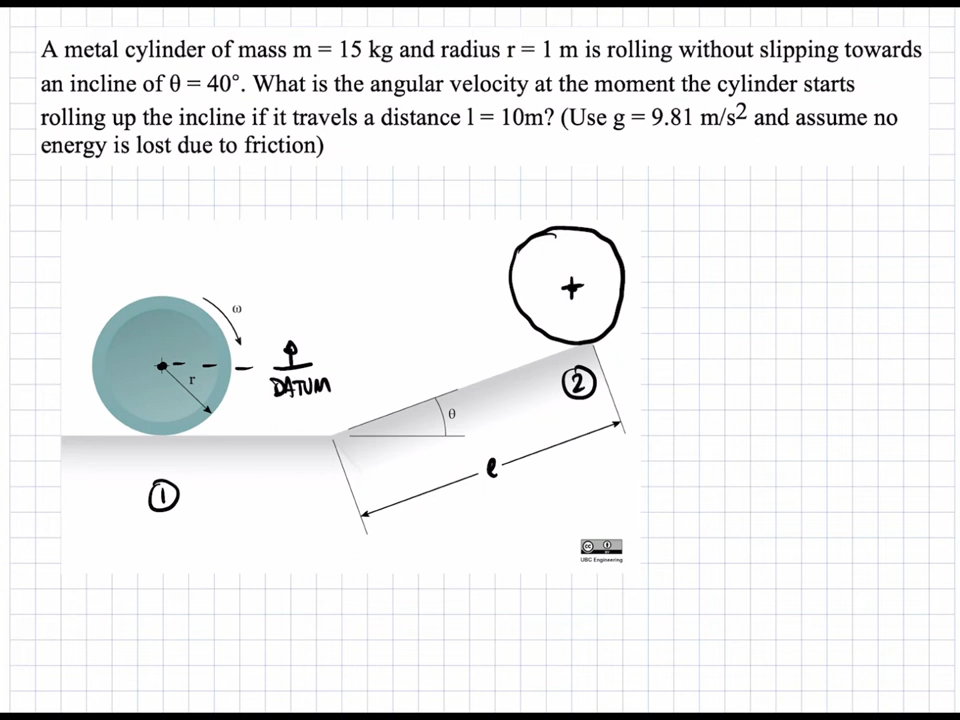 A metal cylinder of mass m = 15 kg and radius r = 1 m is rolling without slipping towards
an incline of θ = 40°. What is the angular velocity at the moment the cylinder starts
rolling up the incline if it travels a distance l = 10m? (Use g = 9.81 m/s² and assume no
energy is lost due to friction)
ω
r
DATUM
θ
2
l
1
cc BY
UBC Engineering